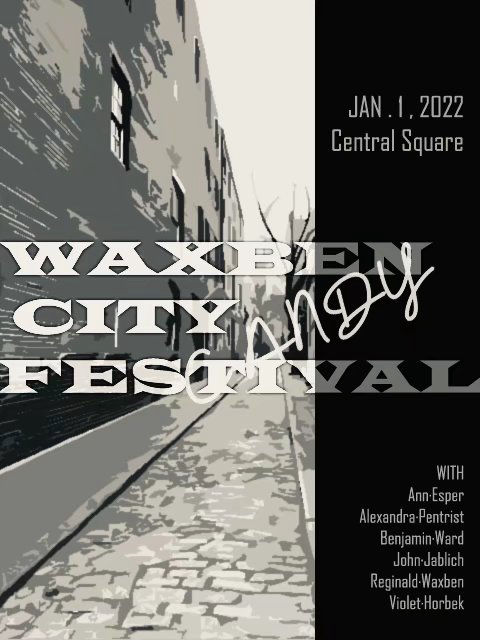 JAN . 1 , 2022
Central Square
WAXBEN
CITY
CANDY
FESTIVAL
WITH
Ann·Esper
Alexandra·Pentrist
Benjamin·Ward
John·Jablich
Reginald·Waxben
Violet·Horbek